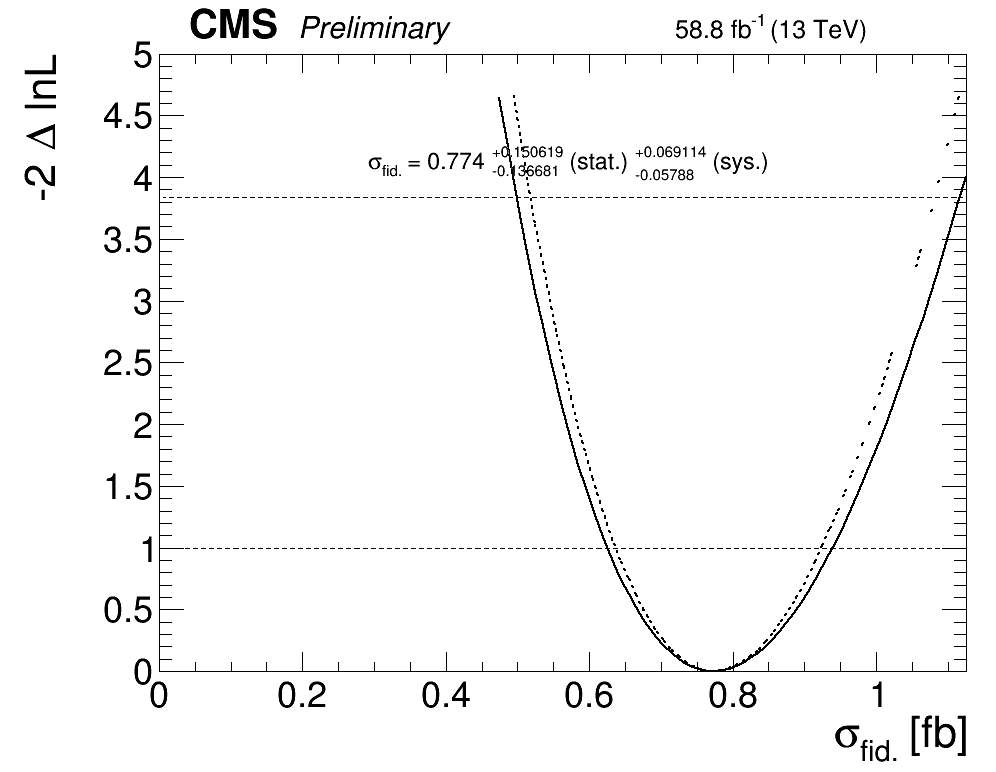 CMS Preliminary 58.8 fb⁻¹ (13 TeV)
-2 Δ lnL
5
4.5
σfid. = 0.774 +0.150619 -0.136681 (stat.) +0.069114 -0.05788 (sys.)
4
3.5
3
2.5
2
1.5
1
0.5
0
0 0.2 0.4 0.6 0.8 1
σfid. [fb]